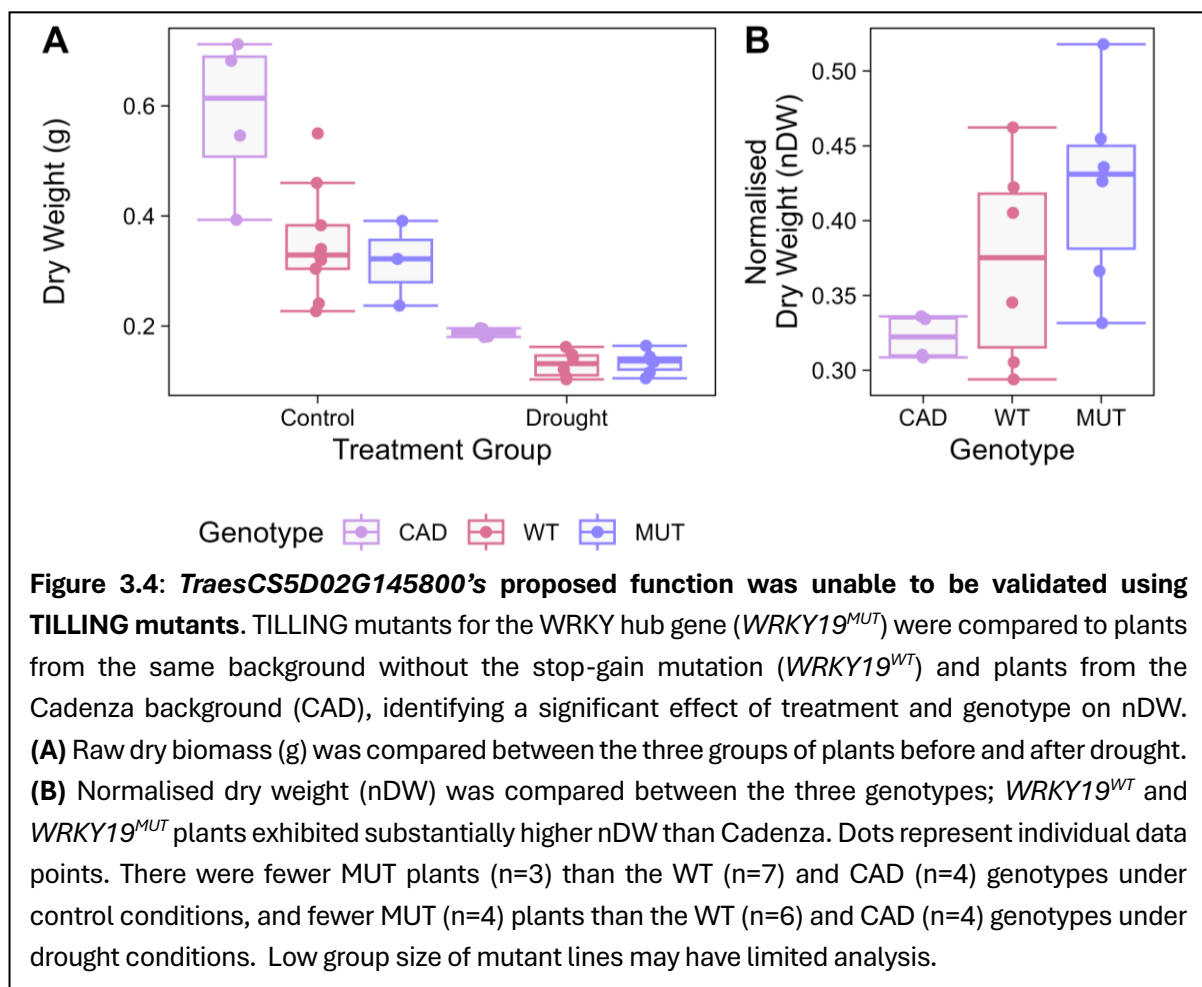 A
B
Dry Weight (g)
0.6
0.4
0.2
Control
Drought
Treatment Group
Normalised
Dry Weight (nDW)
0.50
0.45
0.40
0.35
0.30
CAD WT MUT
Genotype
Genotype CAD WT MUT
Figure 3.4: TraesCS5D02G145800's proposed function was unable to be validated using
TILLING mutants. TILLING mutants for the WRKY hub gene (WRKY19^MUT) were compared to plants
from the same background without the stop-gain mutation (WRKY19^WT) and plants from the
Cadenza background (CAD), identifying a significant effect of treatment and genotype on nDW.
(A) Raw dry biomass (g) was compared between the three groups of plants before and after drought.
(B) Normalised dry weight (nDW) was compared between the three genotypes; WRKY19^WT and
WRKY19^MUT plants exhibited substantially higher nDW than Cadenza. Dots represent individual data
points. There were fewer MUT plants (n=3) than the WT (n=7) and CAD (n=4) genotypes under
control conditions, and fewer MUT (n=4) plants than the WT (n=6) and CAD (n=4) genotypes under
drought conditions. Low group size of mutant lines may have limited analysis.